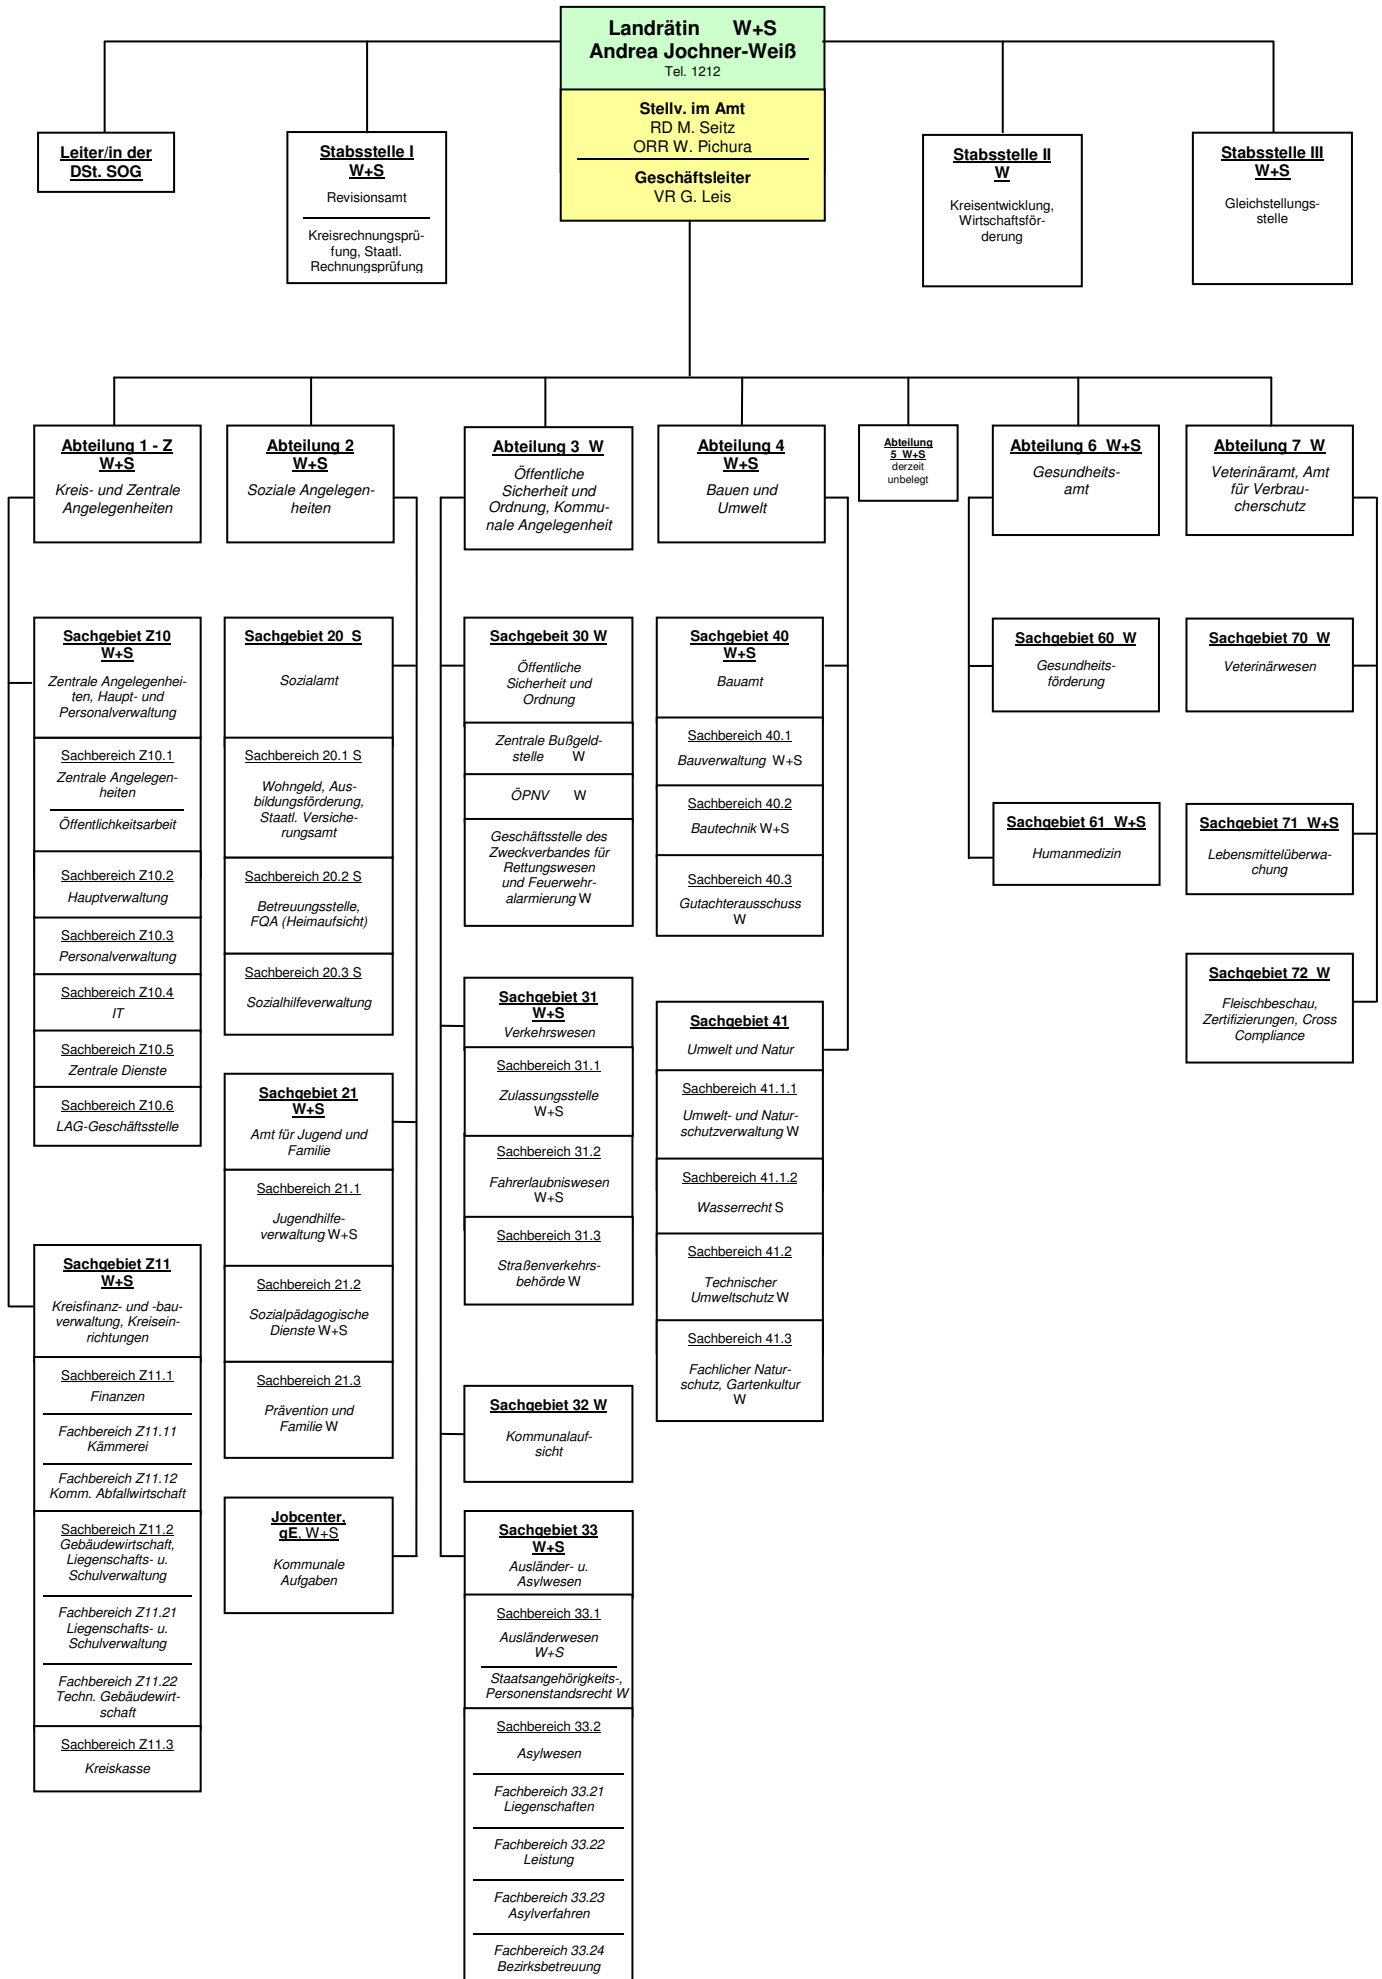 Landrätin W+S
Andrea Jochner-Weiß
Tel. 1212
Stellv. im Amt
RD M. Seitz
ORR W. Pichura
Geschäftsleiter
VR G. Leis
Leiter/in der
DSt. SOG
Stabsstelle I
W+S
Revisionsamt
Kreisrechnungsprü-
fung, Staatl.
Rechnungsprüfung
Stabsstelle II
W
Kreisentwicklung,
Wirtschaftsför-
derung
Stabsstelle III
W+S
Gleichstellungs-
stelle
Abteilung 1 - Z
W+S
Kreis- und Zentrale
Angelegenheiten
Abteilung 2
W+S
Soziale Angelegen-
heiten
Abteilung 3 W
Öffentliche
Sicherheit und
Ordnung, Kommu-
nale Angelegenheit
Abteilung 4
W+S
Bauen und
Umwelt
Abteilung
5 W+S
derzeit
unbelegt
Abteilung 6 W+S
Gesundheits-
amt
Abteilung 7 W
Veterinäramt, Amt
für Verbrau-
cherschutz
Sachgebiet Z10
W+S
Zentrale Angelegenhei-
ten, Haupt- und
Personalverwaltung
Sachbereich Z10.1
Zentrale Angelegen-
heiten
Öffentlichkeitsarbeit
Sachbereich Z10.2
Hauptverwaltung
Sachbereich Z10.3
Personalverwaltung
Sachbereich Z10.4
IT
Sachbereich Z10.5
Zentrale Dienste
Sachbereich Z10.6
LAG-Geschäftsstelle
Sachgebiet Z11
W+S
Kreisfinanz- und -bau-
verwaltung, Kreisein-
richtungen
Sachbereich Z11.1
Finanzen
Fachbereich Z11.11
Kämmerei
Fachbereich Z11.12
Komm. Abfallwirtschaft
Sachbereich Z11.2
Gebäudewirtschaft,
Liegenschafts- u.
Schulverwaltung
Fachbereich Z11.21
Liegenschafts- u.
Schulverwaltung
Fachbereich Z11.22
Techn. Gebäudewirt-
schaft
Sachbereich Z11.3
Kreiskasse
Sachgebiet 20 S
Sozialamt
Sachbereich 20.1 S
Wohngeld, Aus-
bildungsförderung,
Staatl. Versiche-
rungsamt
Sachbereich 20.2 S
Betreuungsstelle,
FQA (Heimaufsicht)
Sachbereich 20.3 S
Sozialhilfeverwaltung
Sachgebiet 21
W+S
Amt für Jugend und
Familie
Sachbereich 21.1
Jugendhilfe-
verwaltung W+S
Sachbereich 21.2
Sozialpädagogische
Dienste W+S
Sachbereich 21.3
Prävention und
Familie W
Jobcenter,
gE, W+S
Kommunale
Aufgaben
Sachgebeit 30 W
Öffentliche
Sicherheit und
Ordnung
Zentrale Bußgeld-
stelle W
ÖPNV W
Geschäftsstelle des
Zweckverbandes für
Rettungswesen
und Feuerwehr-
alarmierung W
Sachgebiet 31
W+S
Verkehrswesen
Sachbereich 31.1
Zulassungsstelle
W+S
Sachbereich 31.2
Fahrerlaubniswesen
W+S
Sachbereich 31.3
Straßenverkehrs-
behörde W
Sachgebiet 32 W
Kommunalauf-
sicht
Sachgebiet 33
W+S
Ausländer- u.
Asylwesen
Sachbereich 33.1
Ausländerwesen
W+S
Staatsangehörigkeits-,
Personenstandsrecht W
Sachbereich 33.2
Asylwesen
Fachbereich 33.21
Liegenschaften
Fachbereich 33.22
Leistung
Fachbereich 33.23
Asylverfahren
Fachbereich 33.24
Bezirksbetreuung
Sachgebiet 40
W+S
Bauamt
Sachbereich 40.1
Bauverwaltung W+S
Sachbereich 40.2
Bautechnik W+S
Sachbereich 40.3
Gutachterausschuss
W
Sachgebiet 41
Umwelt und Natur
Sachbereich 41.1.1
Umwelt- und Natur-
schutzverwaltung W
Sachbereich 41.1.2
Wasserrecht S
Sachbereich 41.2
Technischer
Umweltschutz W
Sachbereich 41.3
Fachlicher Natur-
schutz, Gartenkultur
W
Sachgebiet 60 W
Gesundheits-
förderung
Sachgebiet 61 W+S
Humanmedizin
Sachgebiet 70 W
Veterinärwesen
Sachgebiet 71 W+S
Lebensmittelüberwa-
chung
Sachgebiet 72 W
Fleischbeschau,
Zertifizierungen, Cross
Compliance